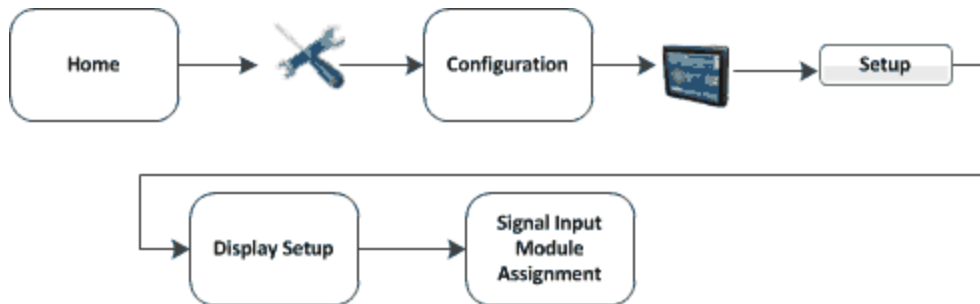 Home
Configuration
Setup
Display Setup
Signal Input
Module
Assignment